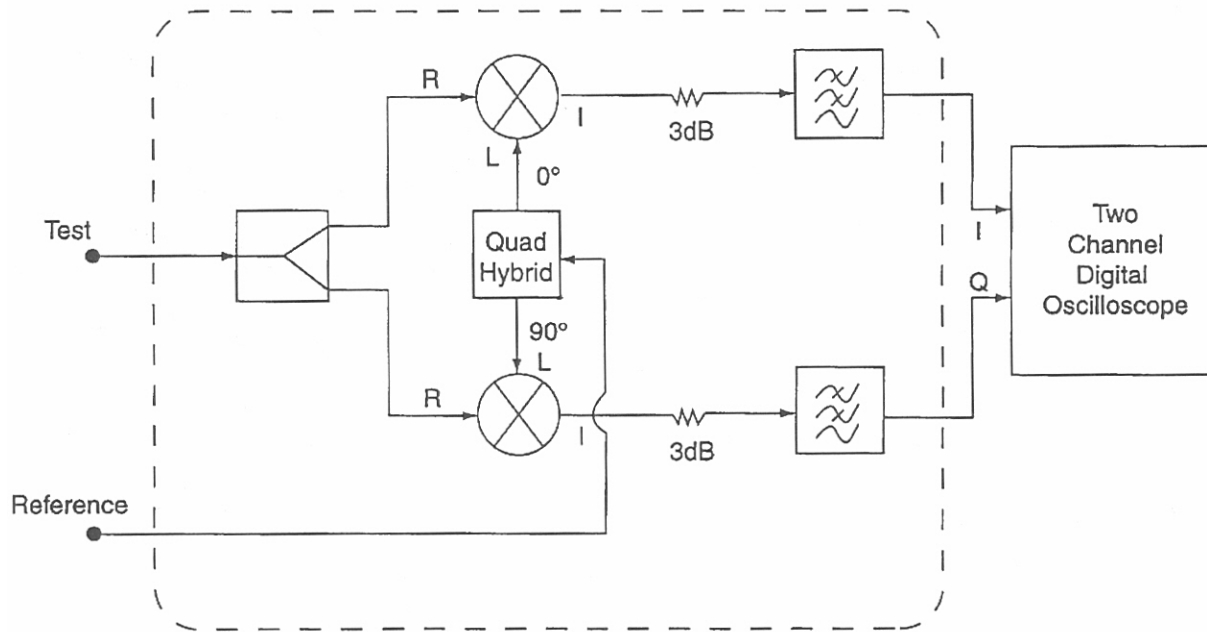 R
I
3dB
L
0°
Test
Quad
Hybrid
I
Q
Two
Channel
Digital
Oscilloscope
90°
L
R
I
3dB
Reference